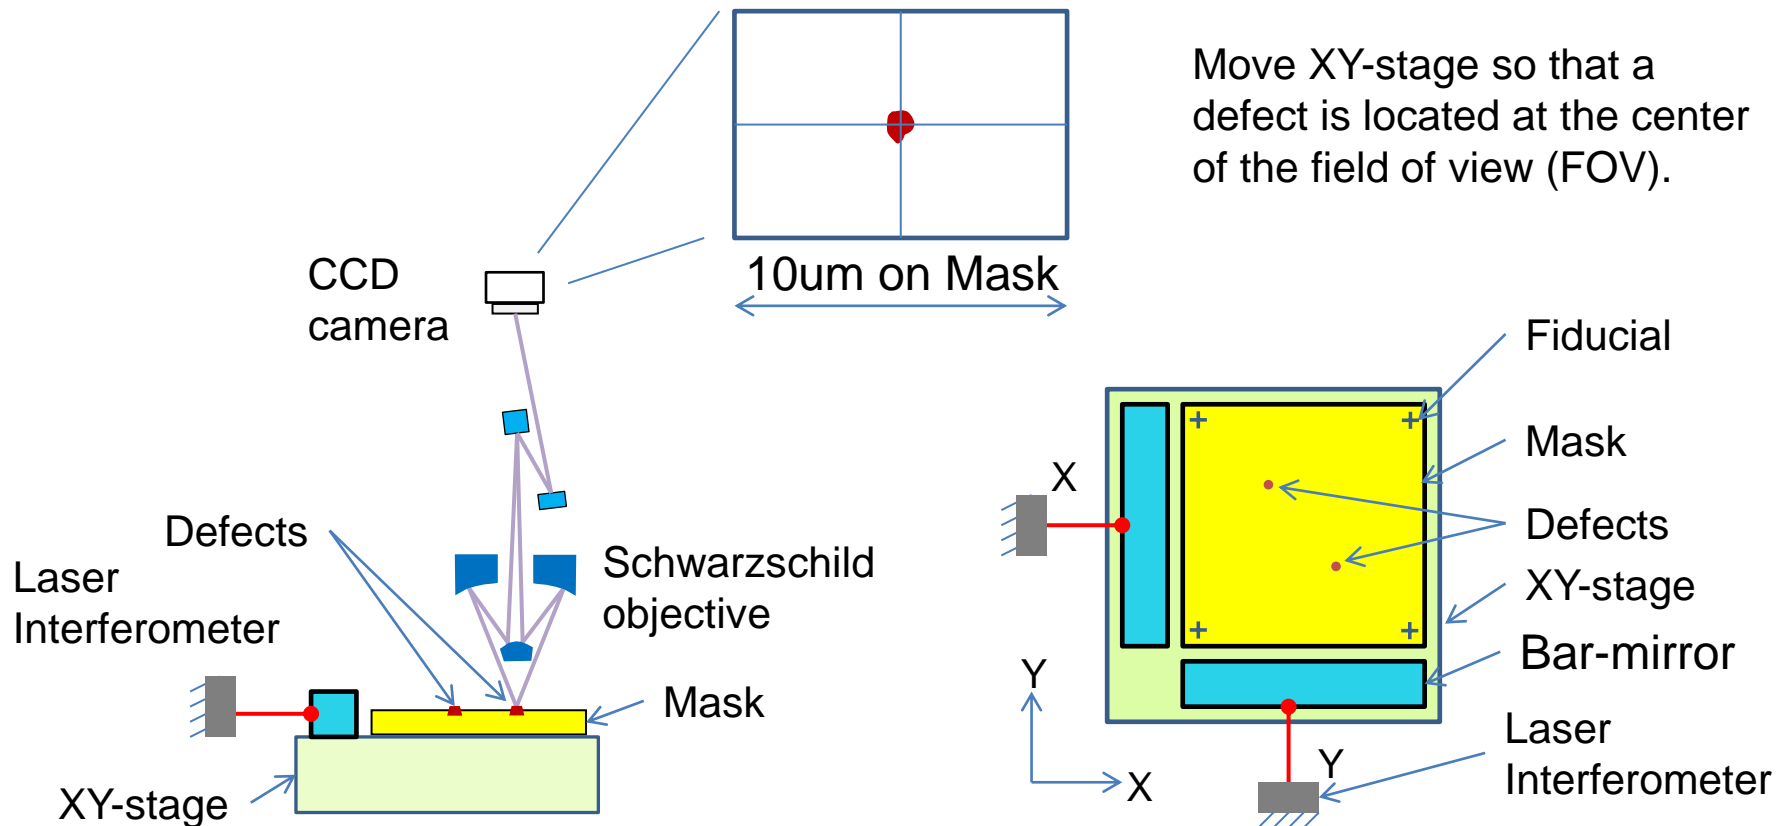 Move XY-stage so that a
defect is located at the center
of the field of view (FOV).
10um on Mask
CCD
camera
Defects
Laser
Interferometer
Schwarzschild
objective
Mask
XY-stage
Fiducial
Mask
X
Defects
XY-stage
Bar-mirror
Y
X
Y
Laser
Interferometer